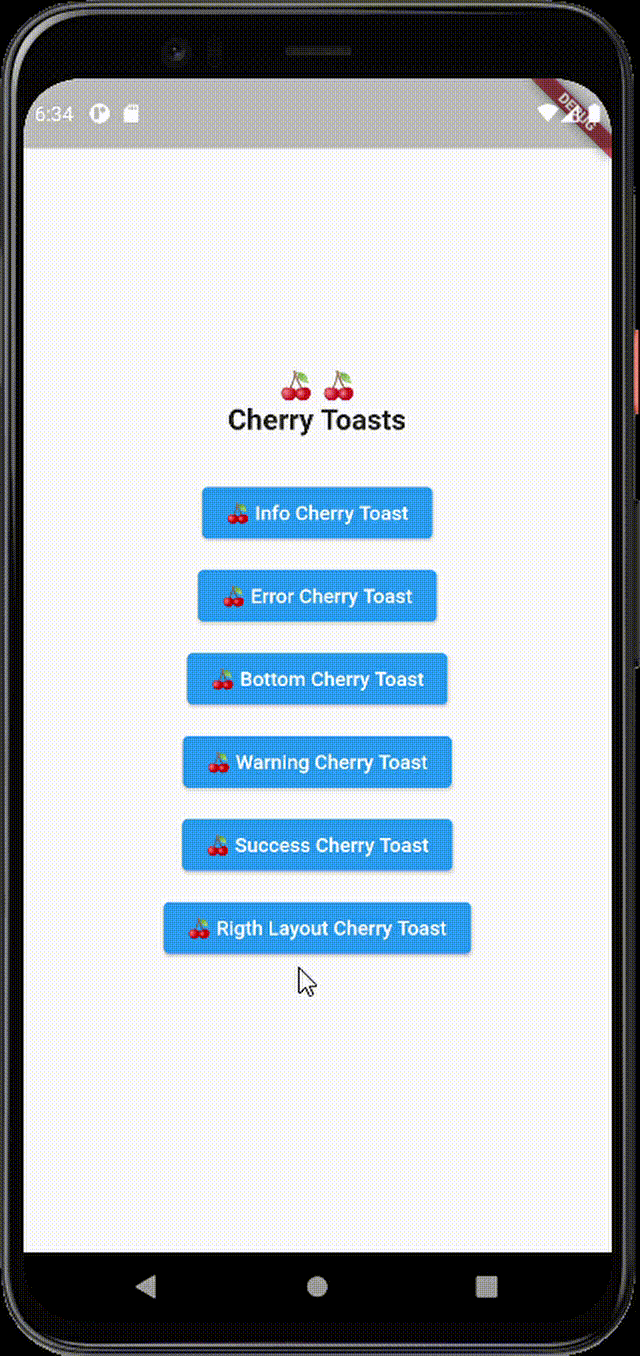 6:34
DEBUG
Cherry Toasts
Info Cherry Toast
Error Cherry Toast
Bottom Cherry Toast
Warning Cherry Toast
Success Cherry Toast
Rigth Layout Cherry Toast